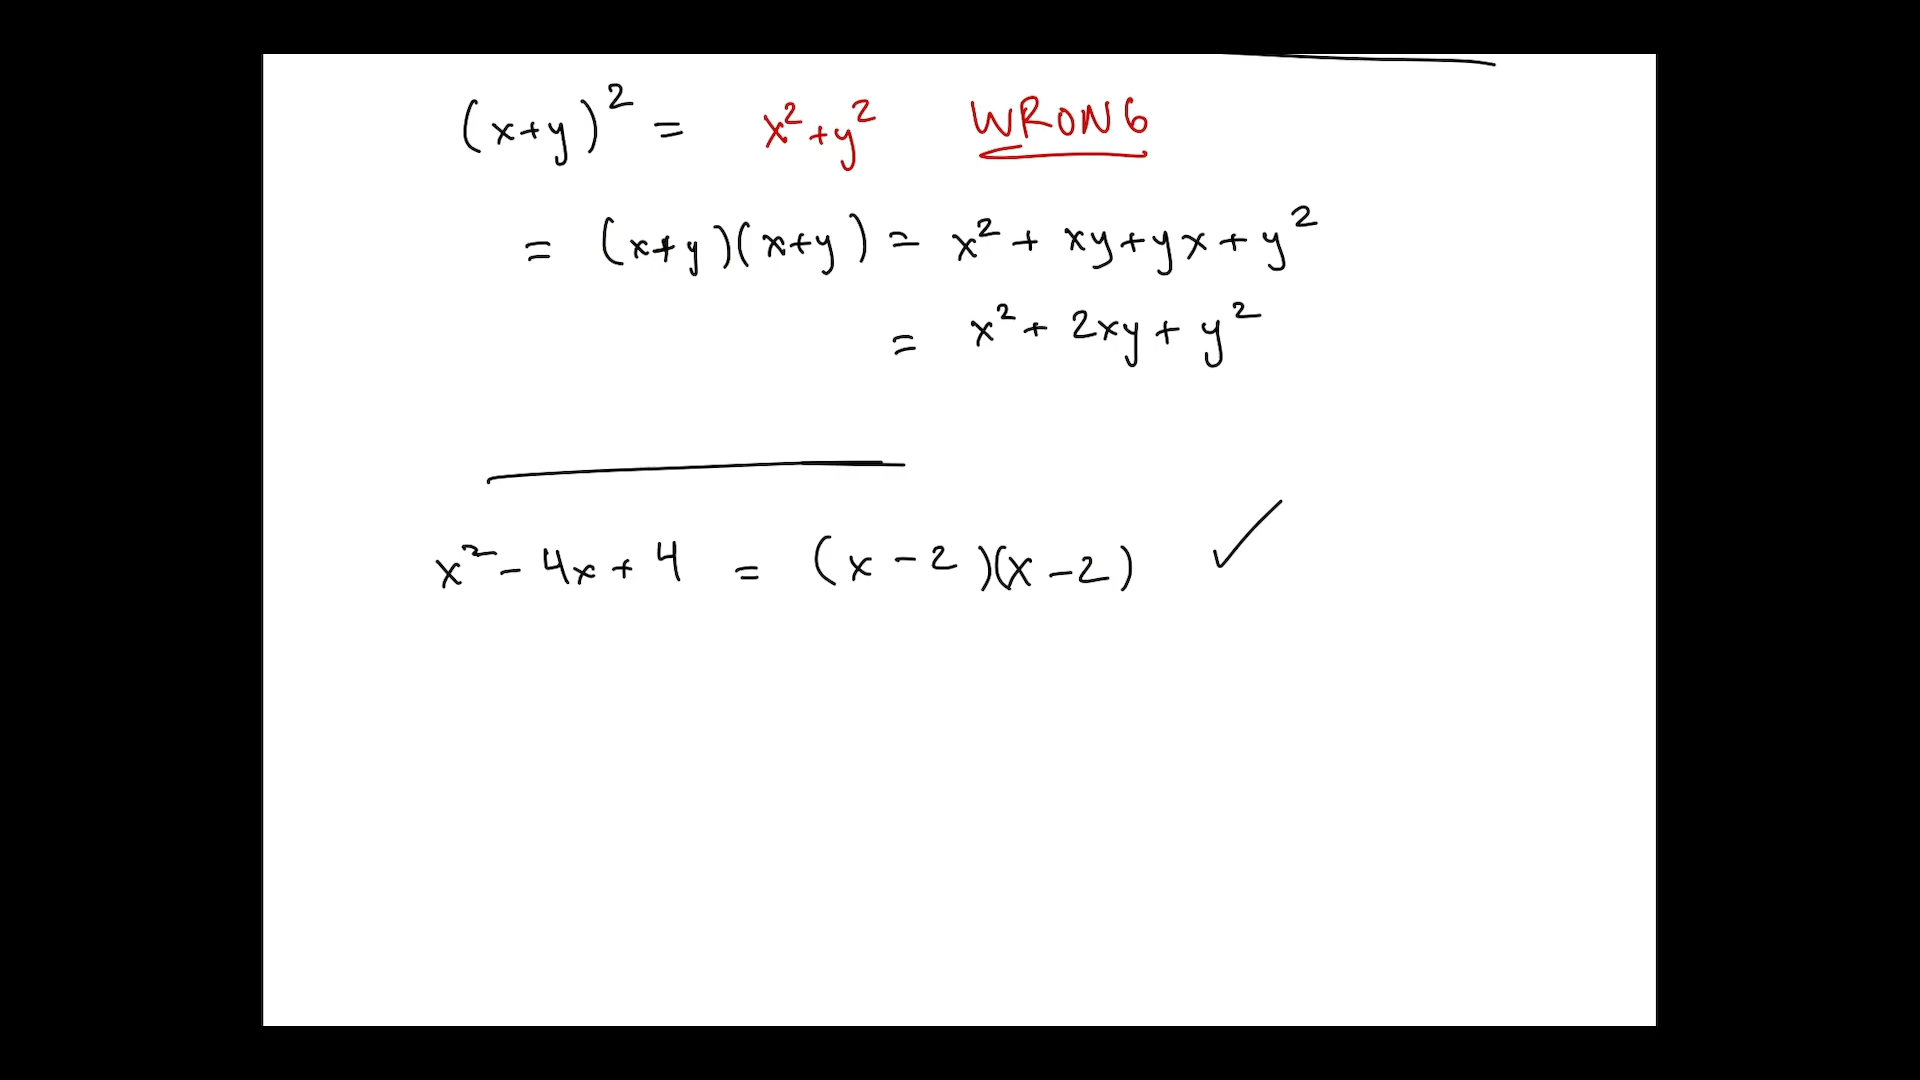 (x+y)² = x²+y² WRONG
= (x+y)(x+y) = x² + xy+yx+y²
= x² + 2xy + y²
x² - 4x + 4 = (x - 2)(x - 2) ✓